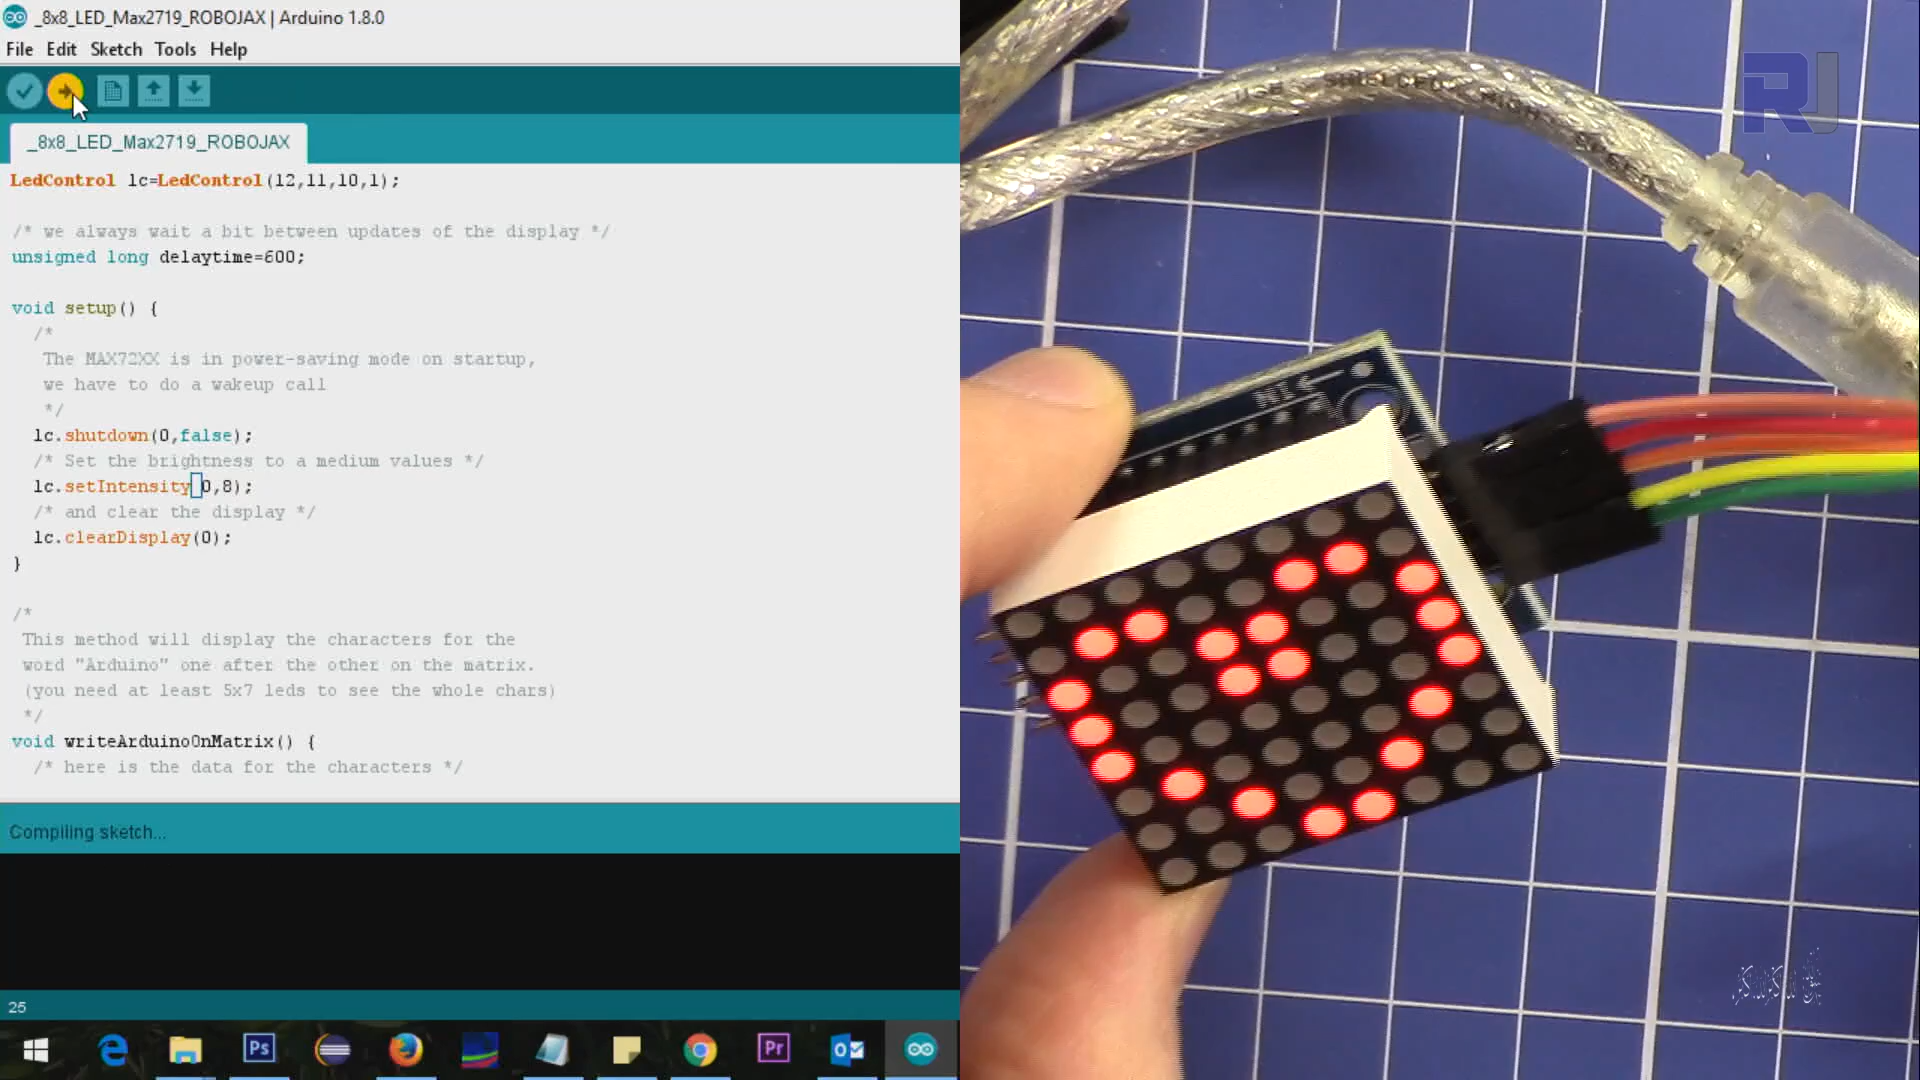 _8x8_LED_Max2719_ROBOJAX | Arduino 1.8.0
File Edit Sketch Tools Help
_8x8_LED_Max2719_ROBOJAX
LedControl lc=LedControl(12,11,10,1);
/* we always wait a bit between updates of the display */
unsigned long delaytime=600;
void setup() {
/*
The MAX72XX is in power-saving mode on startup,
we have to do a wakeup call
*/
lc.shutdown(0,false);
/* Set the brightness to a medium values */
lc.setIntensity(0,8);
/* and clear the display */
lc.clearDisplay(0);
}
/*
This method will display the characters for the
word "Arduino" one after the other on the matrix.
(you need at least 5x7 leds to see the whole chars)
*/
void writeArduinoOnMatrix() {
/* here is the data for the characters */
Compiling sketch...
25
Ps
Pr
RJ
IN